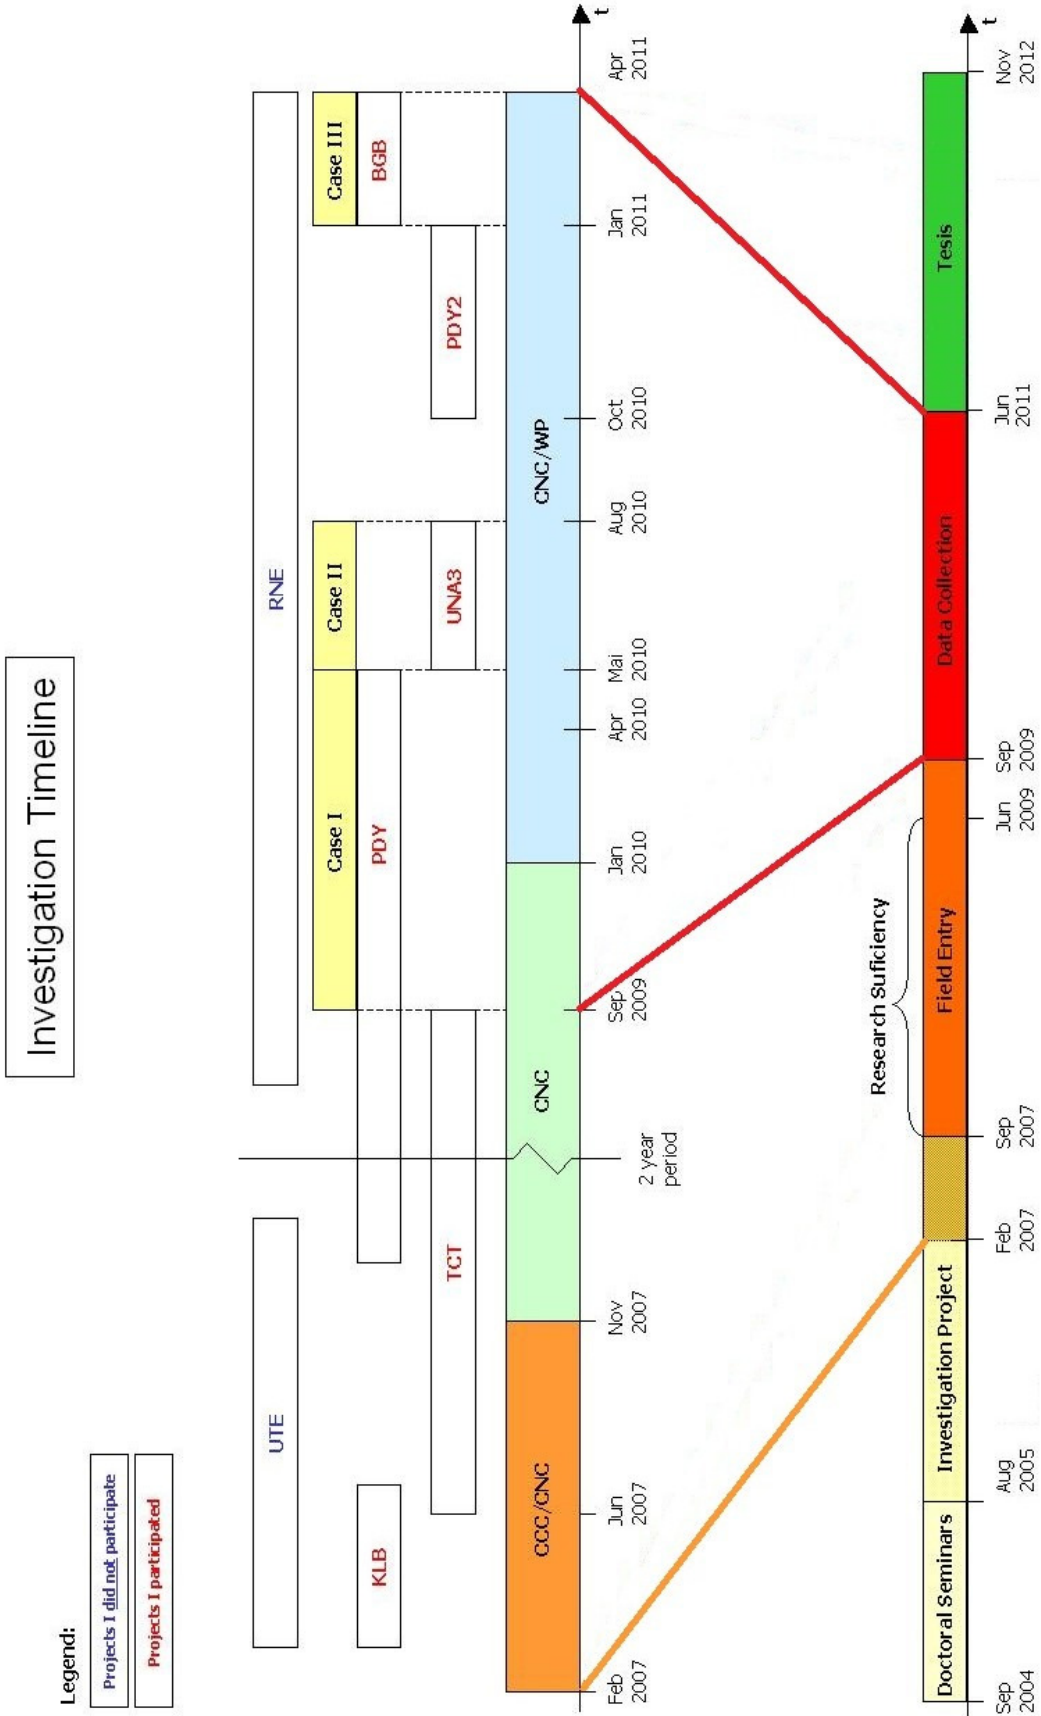 Investigation Timeline
Legend:
Projects I did not participate
Projects I participated
UTE
RNE
Case I
Case II
Case III
KLB
PDY
BGB
TCT
UNA3
PDY2
CCC/CNC
CNC
CNC/WP
t
Feb
2007
Jun
2007
Nov
2007
2 year
period
Sep
2009
Jan
2010
Apr
2010
Mai
2010
Aug
2010
Oct
2010
Jan
2011
Apr
2011
Research Suficiency
Doctoral Seminars
Investigation Project
Field Entry
Data Collection
Tesis
t
Sep
2004
Aug
2005
Feb
2007
Sep
2007
Jun
2009
Sep
2009
Jun
2011
Nov
2012